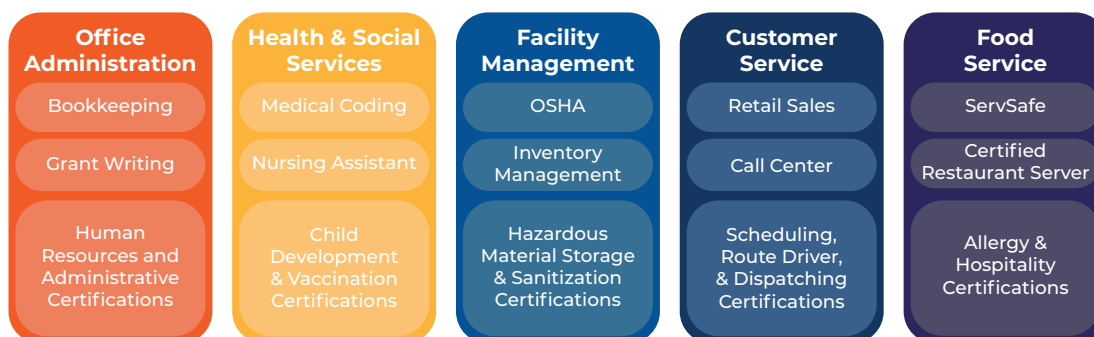 Office
Administration
Bookkeeping
Grant Writing
Human
Resources and
Administrative
Certifications
Health & Social
Services
Medical Coding
Nursing Assistant
Child
Development
& Vaccination
Certifications
Facility
Management
OSHA
Inventory
Management
Hazardous
Material Storage
& Sanitization
Certifications
Customer
Service
Retail Sales
Call Center
Scheduling,
Route Driver,
& Dispatching
Certifications
Food
Service
ServSafe
Certified
Restaurant Server
Allergy &
Hospitality
Certifications